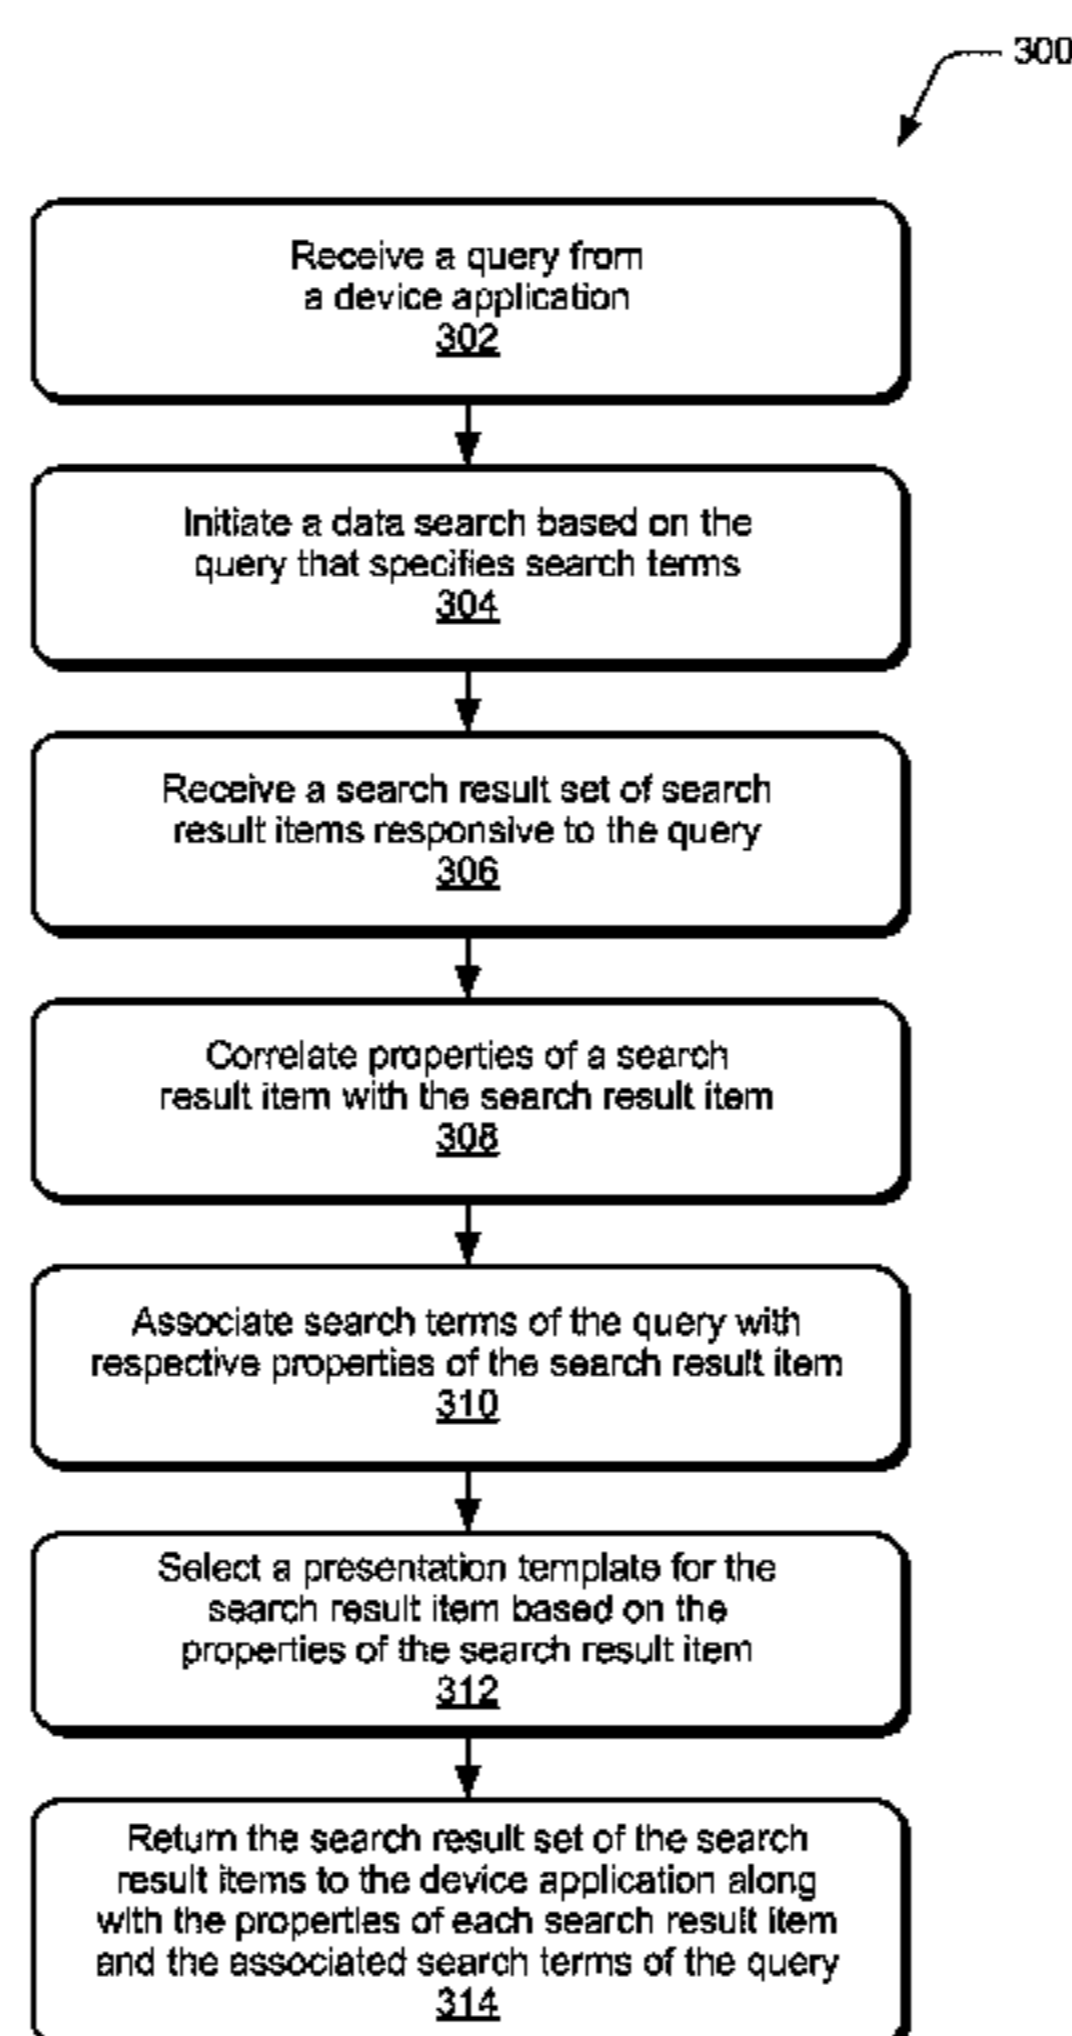 300
Receive a query from
a device application
302
Initiate a data search based on the
query that specifies search terms
304
Receive a search result set of search
result items responsive to the query
306
Correlate properties of a search
result item with the search result item
308
Associate search terms of the query with
respective properties of the search result item
310
Select a presentation template for the
search result item based on the
properties of the search result item
312
Return the search result set of the search
result items to the device application along
with the properties of each search result item
and the associated search terms of the query
314